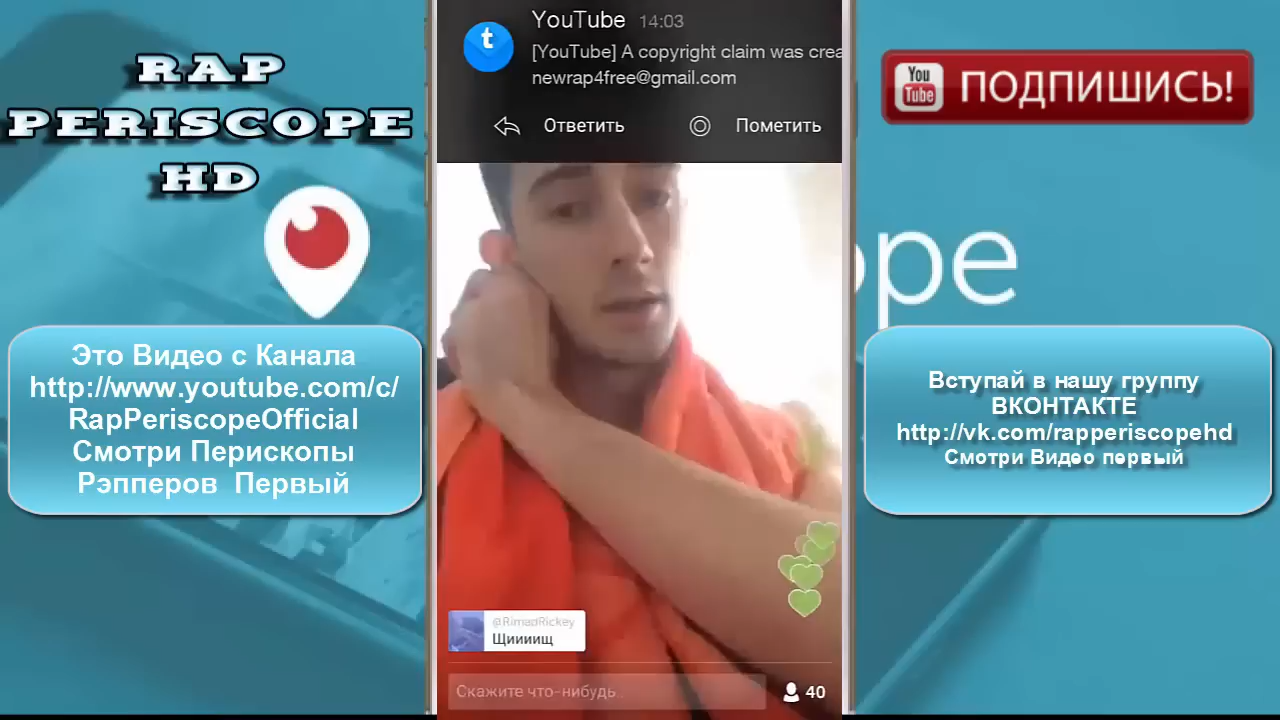 RAP
PERISCOPE
HD
Это Видео с Канала
http://www.youtube.com/c/
RapPeriscopeOfficial
Смотри Перископы
Рэпперов Первый
YouTube 14:03
[YouTube] A copyright claim was crea
newrap4free@gmail.com
Ответить Пометить
@RimadRickey
Щиииищ
Скажите что-нибудь..
40
You
Tube
ПОДПИШИСЬ!
ope
Вступай в нашу группу
ВКОНТАКТЕ
http://vk.com/rapperiscopehd
Смотри Видео первый